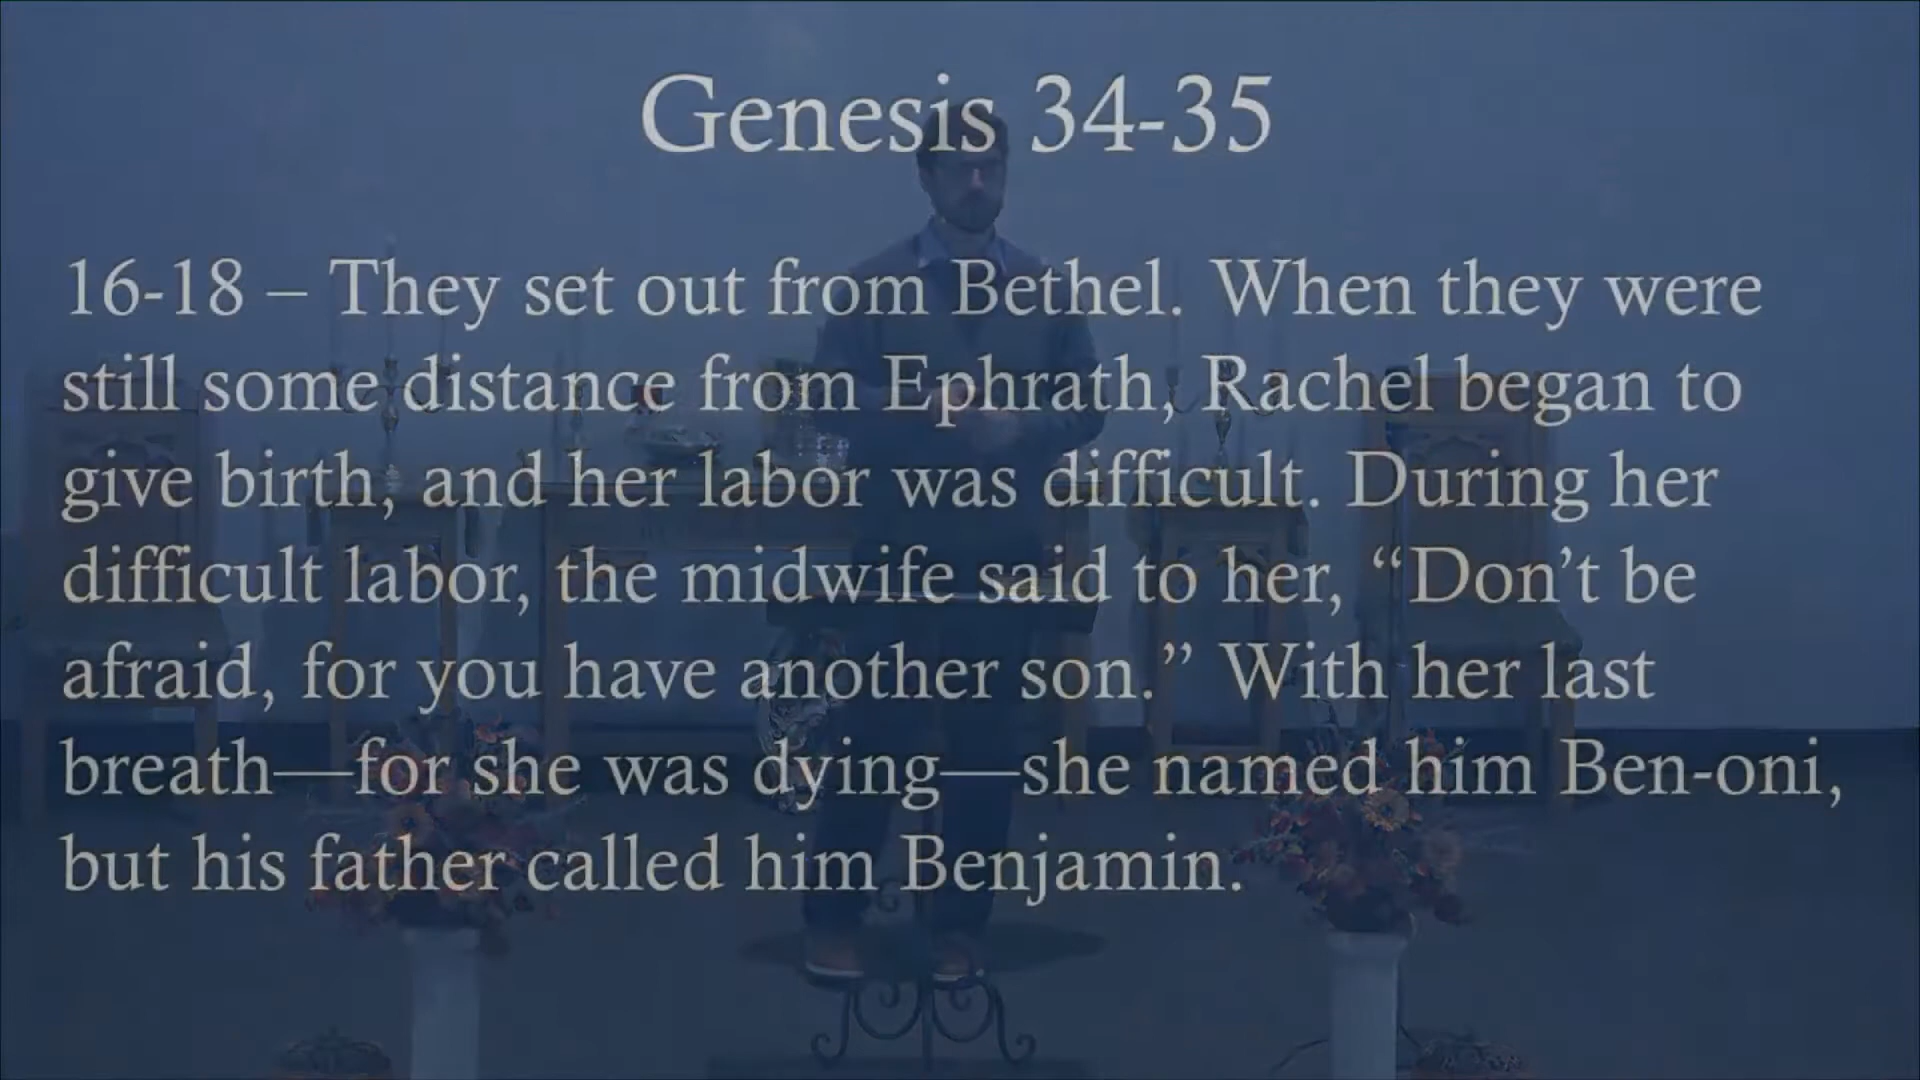 Genesis 34-35
16-18 – They set out from Bethel. When they were
still some distance from Ephrath, Rachel began to
give birth, and her labor was difficult. During her
difficult labor, the midwife said to her, “Don’t be
afraid, for you have another son.” With her last
breath—for she was dying—she named him Ben-oni,
but his father called him Benjamin.